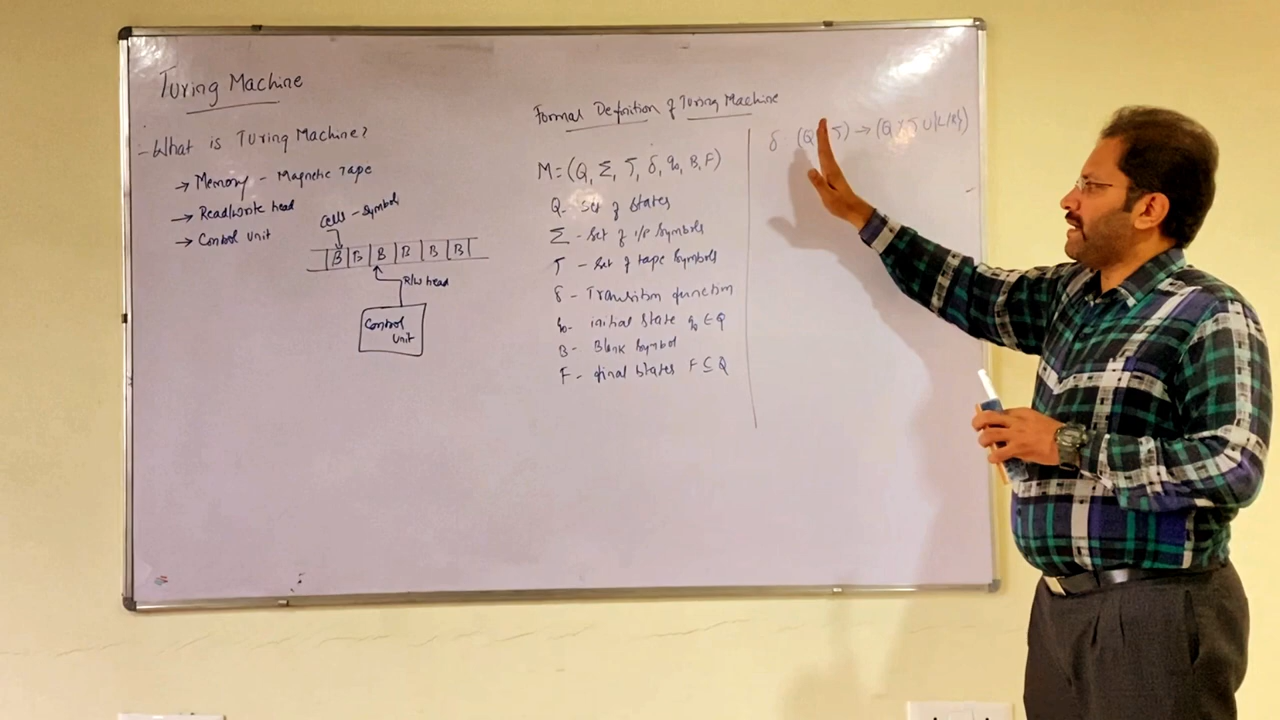 Turing Machine
- What is Turing Machine?
→ Memory - Magnetic Tape
→ Read/write head
→ Control Unit
cells - Symbol
B B B B B B
R/W head
Control Unit
Formal Definition of Turing Machine
M = (Q, Σ, Τ, δ, q₀, B, F)
Q - Set of States
Σ - Set of i/p Symbols
Τ - Set of tape Symbols
δ - Transition function
q₀ - initial State q₀ ∈ Q
B - Blank Symbol
F - final States F ⊆ Q
δ (Q Τ) → (Q X Τ U {L/R})